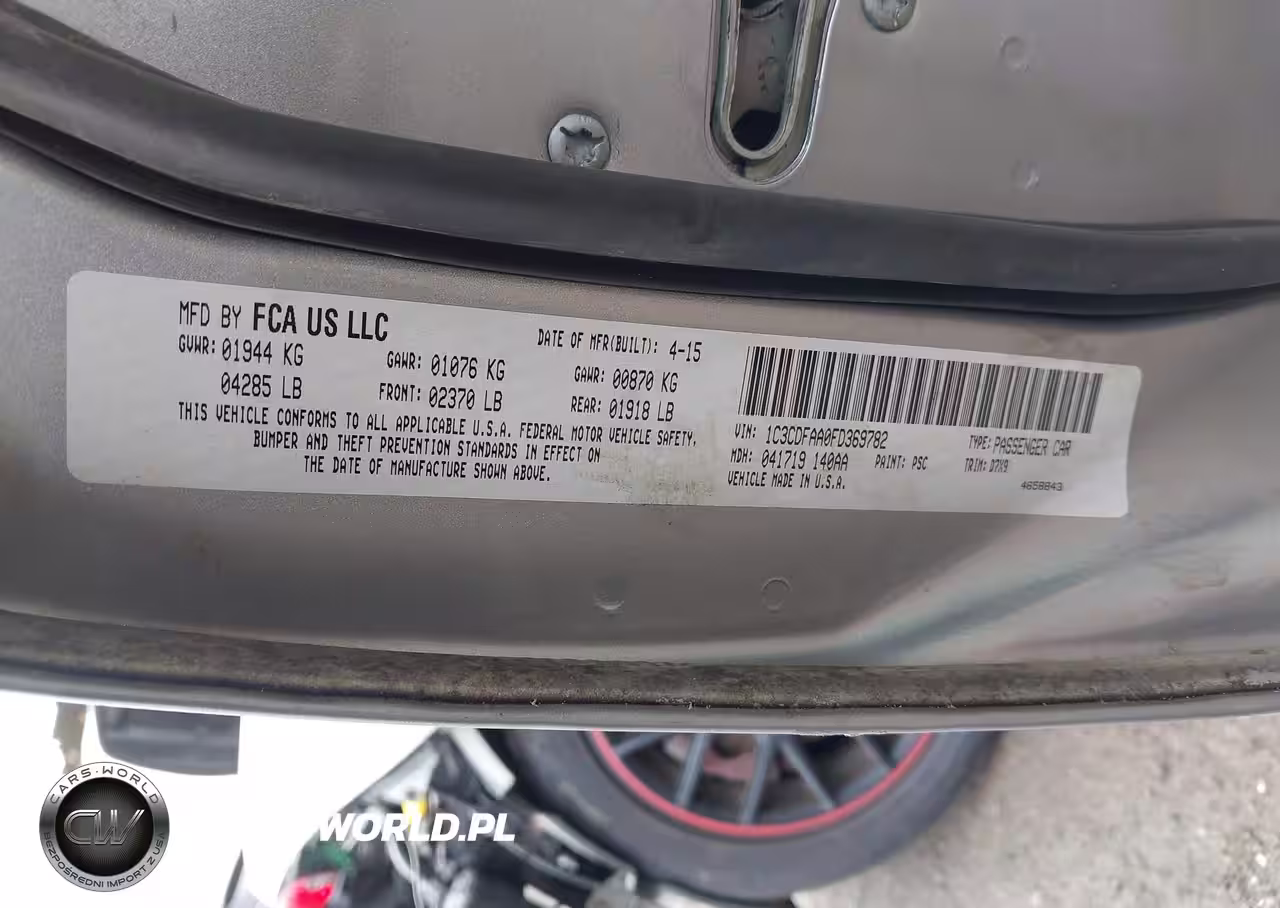 MFD BY FCA US LLC
DATE OF MFR(BUILT): 4-15
GVWR: 01944 KG
GAWR: 01076 KG
GAWR: 00870 KG
04285 LB
FRONT: 02370 LB
REAR: 01918 LB
THIS VEHICLE CONFORMS TO ALL APPLICABLE U.S.A. FEDERAL MOTOR VEHICLE SAFETY,
BUMPER AND THEFT PREVENTION STANDARDS IN EFFECT ON
THE DATE OF MANUFACTURE SHOWN ABOVE.
VIN: 1C3CDFAA0FD369782
TYPE: PASSENGER CAR
MDH: 041719 140AA
PAINT: PSC
TRIM: D7X9
VEHICLE MADE IN U.S.A.
4658843
CARS-WORLD
CW
BEZPOŚREDNI IMPORT Z USA
WORLD.PL